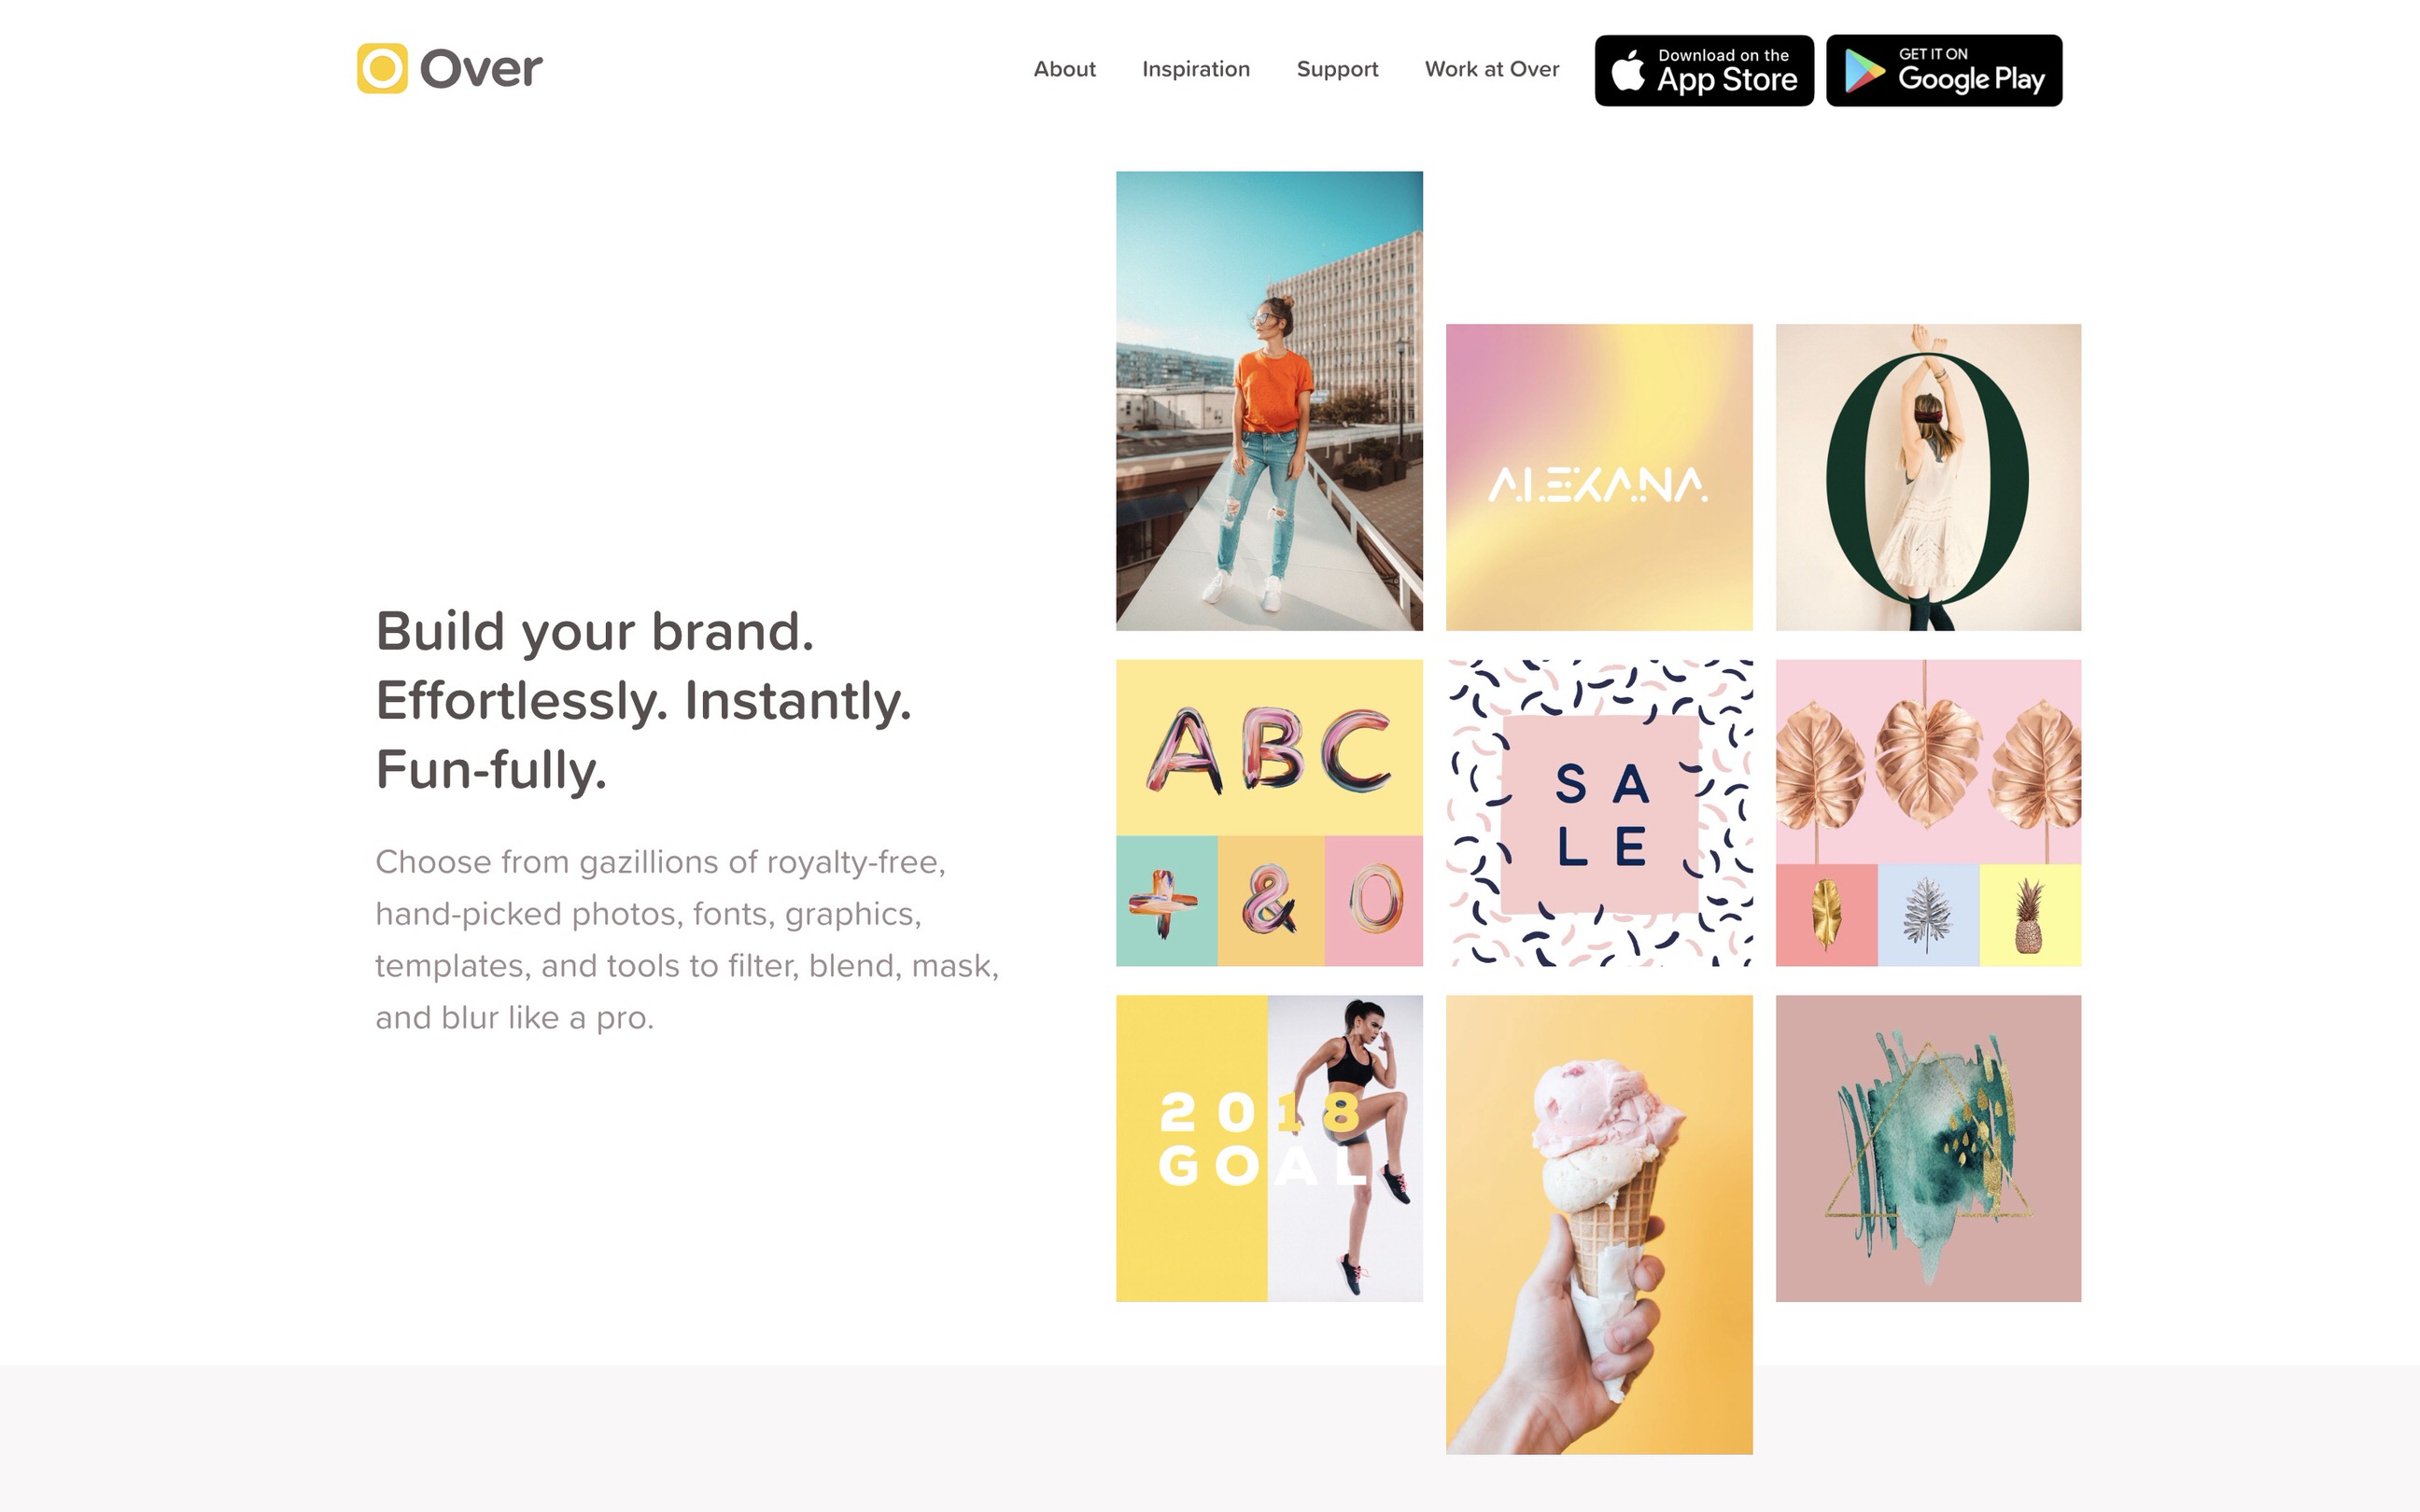 Over
About
Inspiration
Support
Work at Over
Download on the
App Store
GET IT ON
Google Play
ALEXANA
O
Build your brand.
Effortlessly. Instantly.
Fun-fully.
Choose from gazillions of royalty-free,
hand-picked photos, fonts, graphics,
templates, and tools to filter, blend, mask,
and blur like a pro.
ABC
+ & O
S A
L E
2018
GOAL